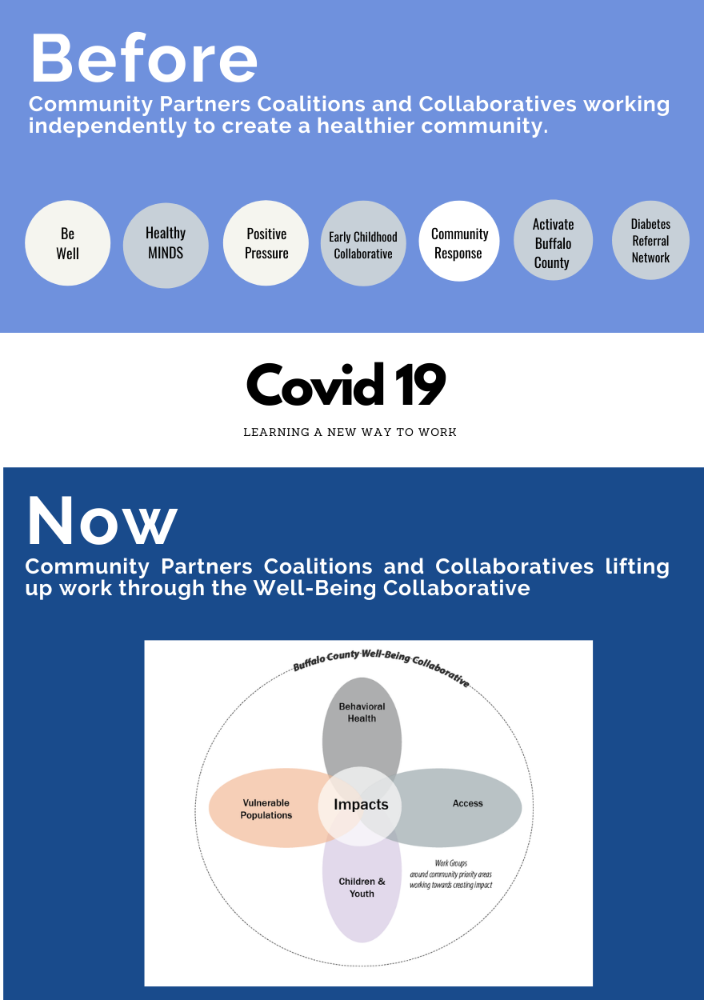 Before
Community Partners Coalitions and Collaboratives working
independently to create a healthier community.
Be
Well
Healthy
MINDS
Positive
Pressure
Early Childhood
Collaborative
Community
Response
Activate
Buffalo
County
Diabetes
Referral
Network
Covid 19
LEARNING A NEW WAY TO WORK
Now
Community Partners Coalitions and Collaboratives lifting
up work through the Well-Being Collaborative
Buffalo County Well-Being Collaborative
Behavioral
Health
Vulnerable
Populations
Impacts
Access
Children &
Youth
Work Groups
around community priority areas
working towards creating impact